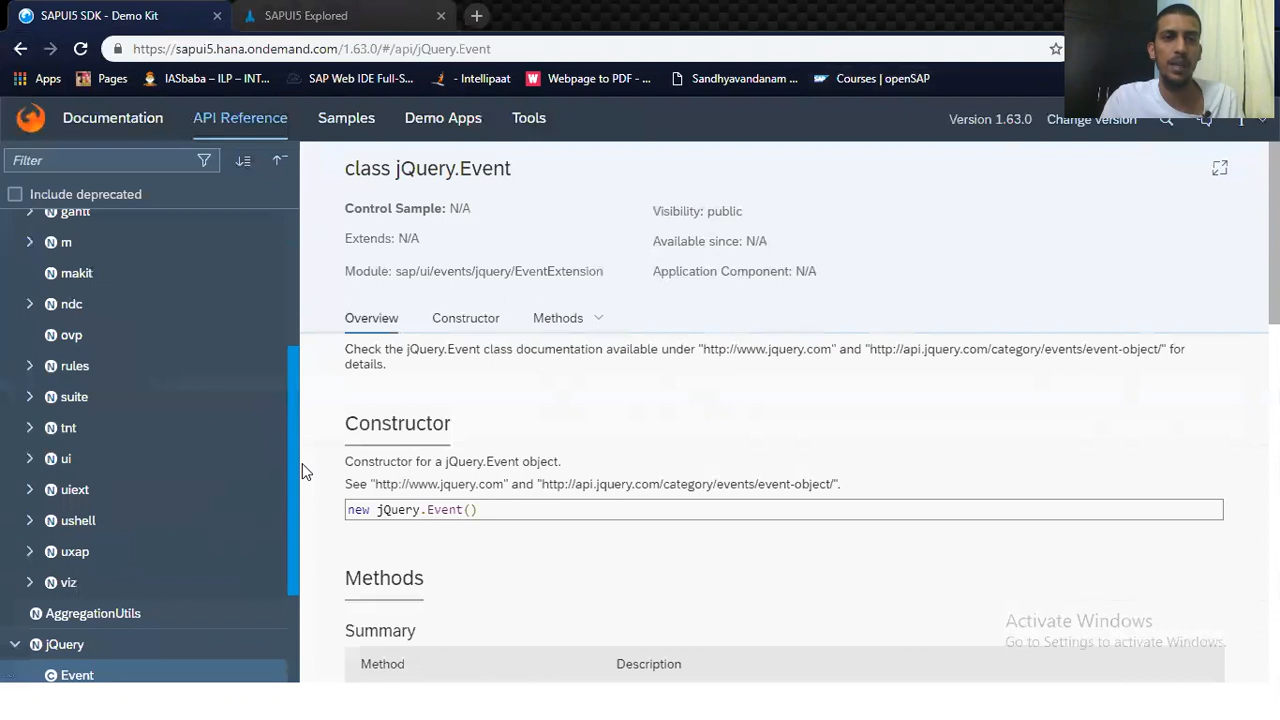 SAPUI5 SDK - Demo Kit
SAPUI5 Explored
https://sapui5.hana.ondemand.com/1.63.0/#/api/jQuery.Event
Apps
Pages
IASbaba – ILP – INT...
SAP Web IDE Full-S...
- Intellipaat
Webpage to PDF - ...
Sandhyavandanam ...
Courses | openSAP
Documentation
API Reference
Samples
Demo Apps
Tools
Version 1.63.0
Change version
Filter
Include deprecated
gantt
m
makit
ndc
ovp
rules
suite
tnt
ui
uiext
ushell
uxap
viz
AggregationUtils
jQuery
Event
class jQuery.Event
Control Sample: N/A
Visibility: public
Extends: N/A
Available since: N/A
Module: sap/ui/events/jquery/EventExtension
Application Component: N/A
Overview
Constructor
Methods
Check the jQuery.Event class documentation available under "http://www.jquery.com" and "http://api.jquery.com/category/events/event-object/" for
details.
Constructor
Constructor for a jQuery.Event object.
See "http://www.jquery.com" and "http://api.jquery.com/category/events/event-object/".
new jQuery.Event()
Methods
Summary
Method
Description
Activate Windows
Go to Settings to activate Windows.